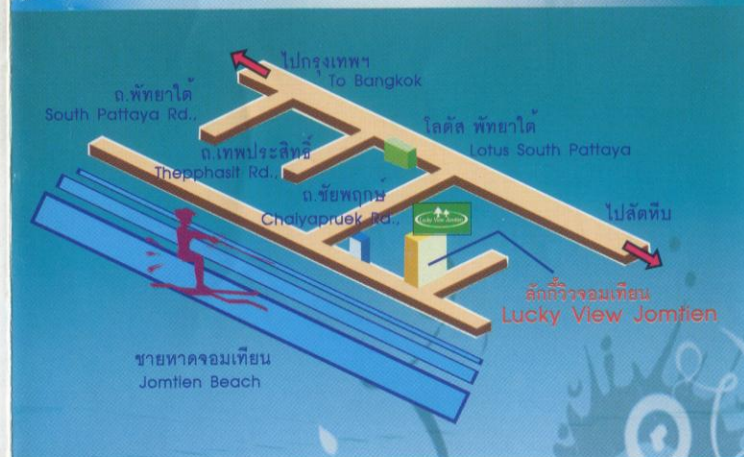 ไปกรุงเทพฯ
To Bangkok
ถ.พัทยาใต้
South Pattaya Rd.,
โลตัส พัทยาใต้
Lotus South Pattaya
ถ.เทพประสิทธิ์
Thepphasit Rd.,
ถ.ชัยพฤกษ์
Chaiyapruek Rd.,
Lucky View Jomtien
ไปสัตหีบ
ลักกี้วิวจอมเทียน
Lucky View Jomtien
ชายหาดจอมเทียน
Jomtien Beach